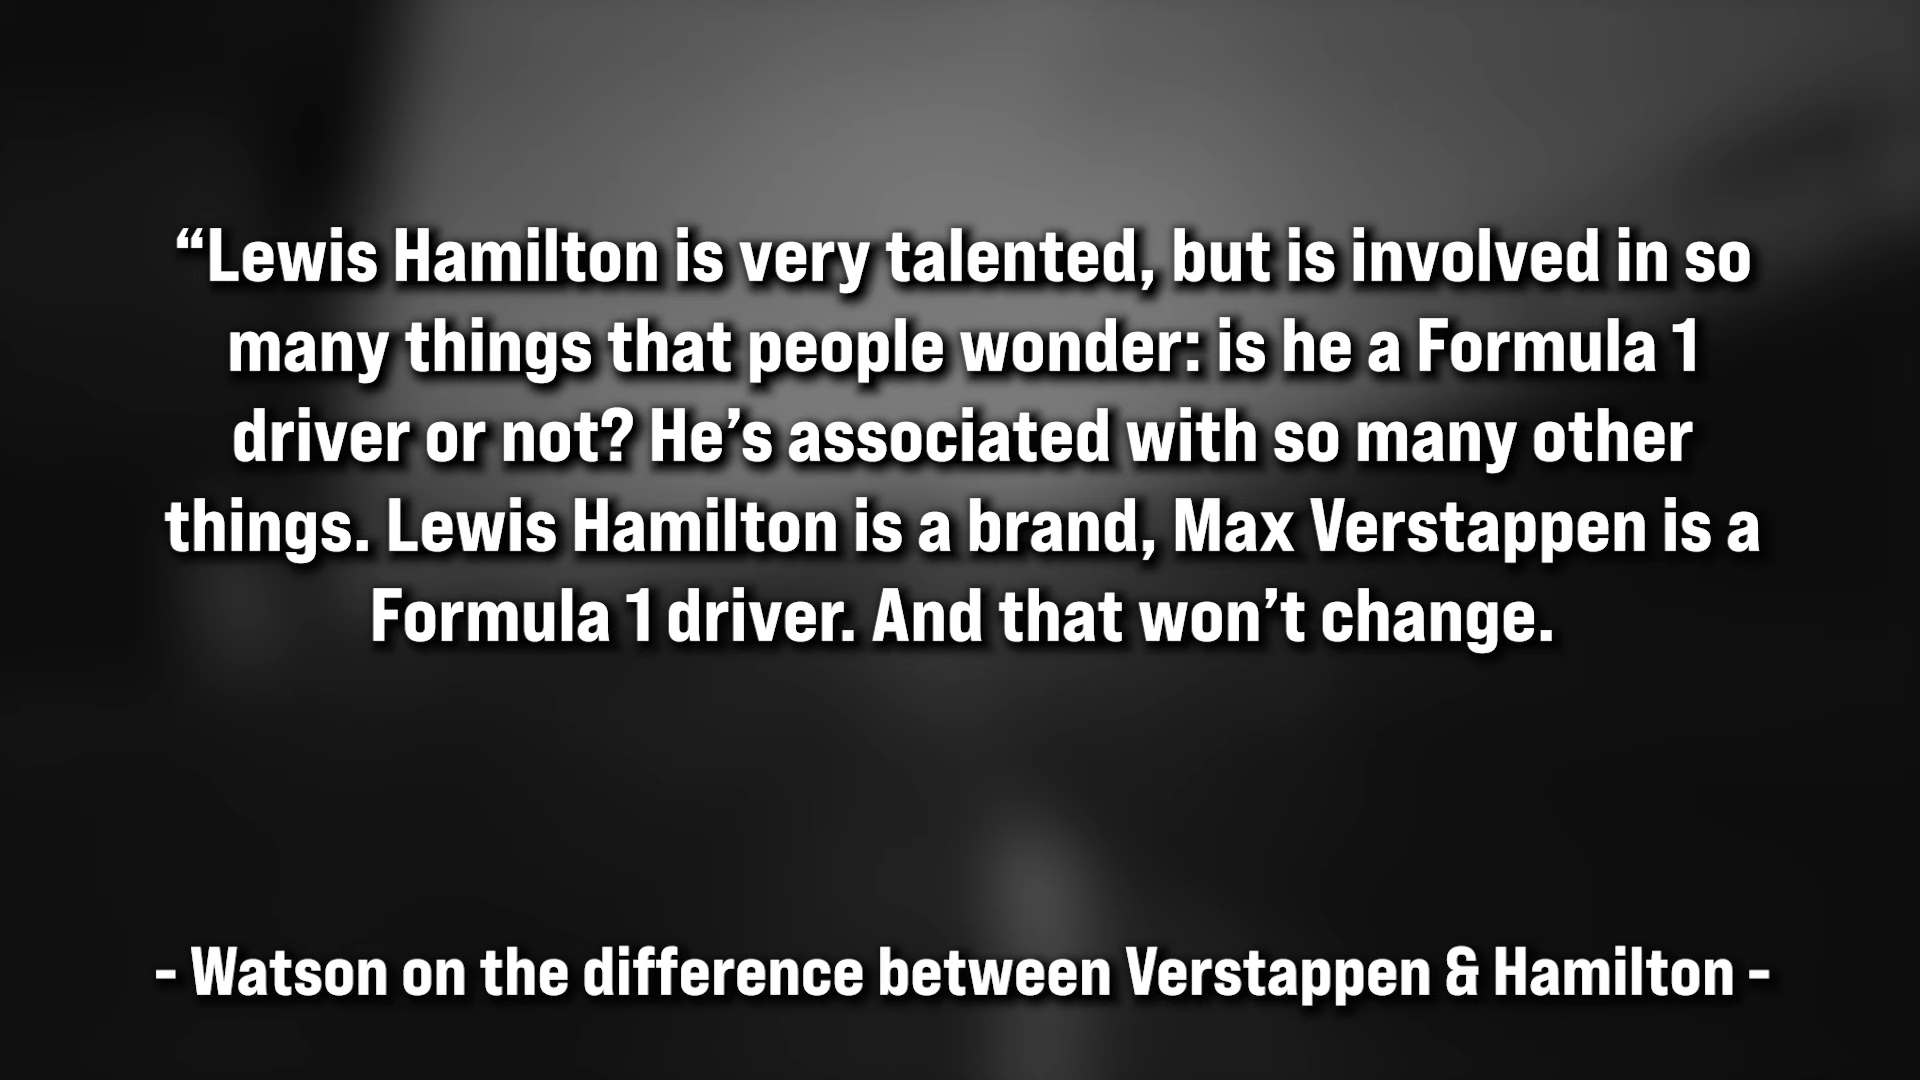 “Lewis Hamilton is very talented, but is involved in so
many things that people wonder: is he a Formula 1
driver or not? He’s associated with so many other
things. Lewis Hamilton is a brand, Max Verstappen is a
Formula 1 driver. And that won’t change.
- Watson on the difference between Verstappen & Hamilton -